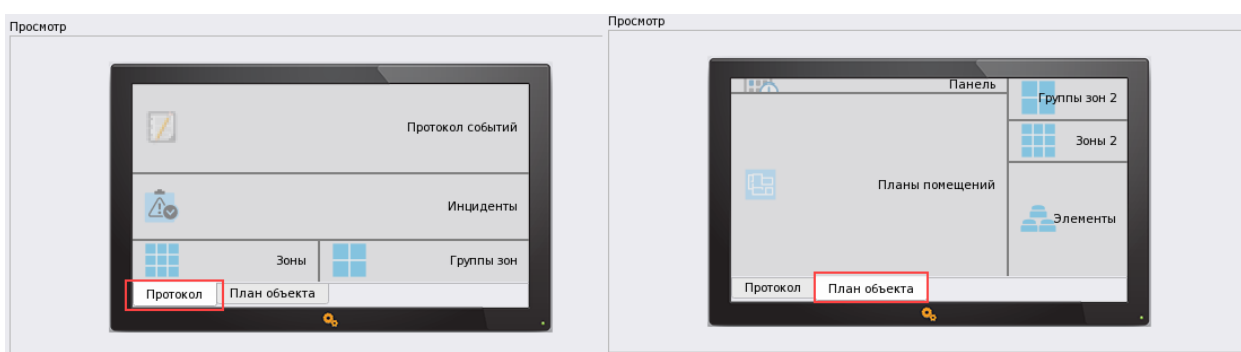 Просмотр
Протокол событий
Инциденты
Зоны
Группы зон
Протокол
План объекта
Просмотр
Панель
Группы зон 2
Зоны 2
Планы помещений
Элементы
Протокол
План объекта